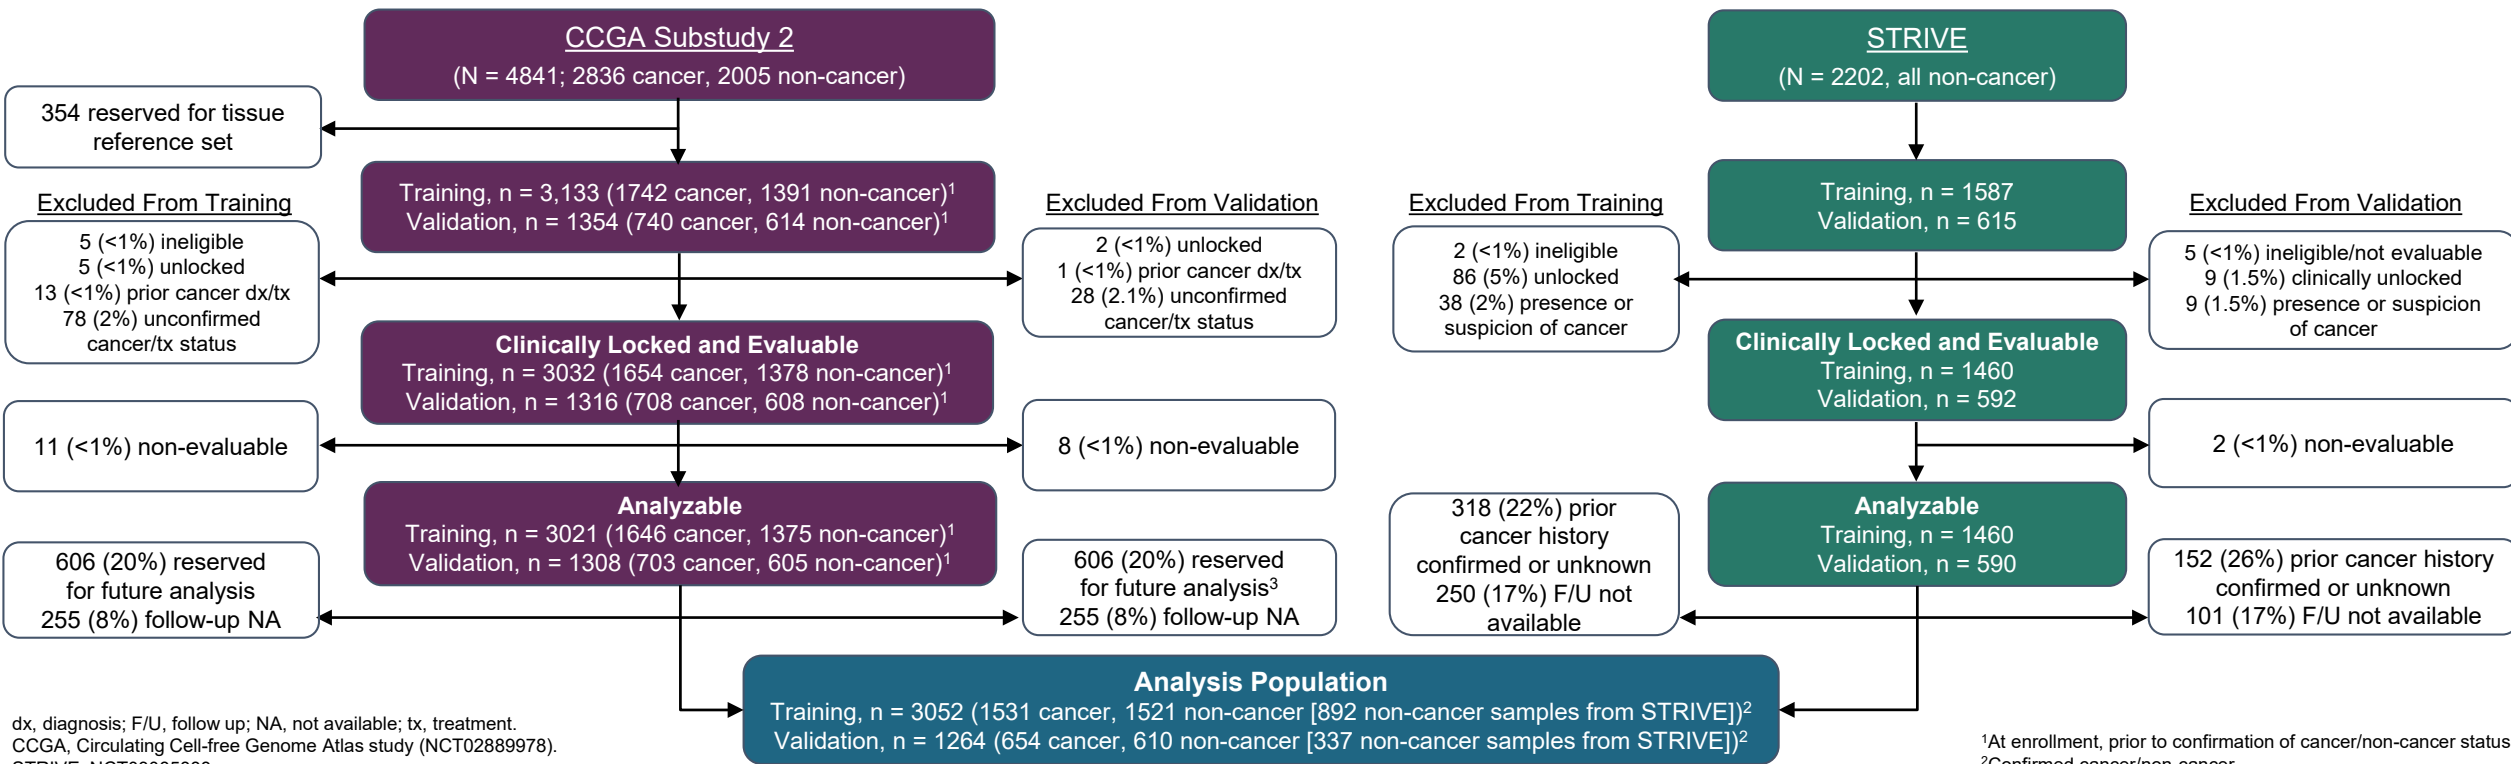 CCGA Substudy 2
(N = 4841; 2836 cancer, 2005 non-cancer)
STRIVE
(N = 2202, all non-cancer)
354 reserved for tissue
reference set
Training, n = 3,133 (1742 cancer, 1391 non-cancer)¹
Validation, n = 1354 (740 cancer, 614 non-cancer)¹
Training, n = 1587
Validation, n = 615
Excluded From Training
5 (<1%) ineligible
5 (<1%) unlocked
13 (<1%) prior cancer dx/tx
78 (2%) unconfirmed
cancer/tx status
Excluded From Validation
2 (<1%) unlocked
1 (<1%) prior cancer dx/tx
28 (2.1%) unconfirmed
cancer/tx status
Excluded From Training
2 (<1%) ineligible
86 (5%) unlocked
38 (2%) presence or
suspicion of cancer
Excluded From Validation
5 (<1%) ineligible/not evaluable
9 (1.5%) clinically unlocked
9 (1.5%) presence or suspicion
of cancer
Clinically Locked and Evaluable
Training, n = 3032 (1654 cancer, 1378 non-cancer)¹
Validation, n = 1316 (708 cancer, 608 non-cancer)¹
Clinically Locked and Evaluable
Training, n = 1460
Validation, n = 592
11 (<1%) non-evaluable
8 (<1%) non-evaluable
2 (<1%) non-evaluable
Analyzable
Training, n = 3021 (1646 cancer, 1375 non-cancer)¹
Validation, n = 1308 (703 cancer, 605 non-cancer)¹
Analyzable
Training, n = 1460
Validation, n = 590
606 (20%) reserved
for future analysis
255 (8%) follow-up NA
606 (20%) reserved
for future analysis³
255 (8%) follow-up NA
318 (22%) prior
cancer history
confirmed or unknown
250 (17%) F/U not
available
152 (26%) prior cancer history
confirmed or unknown
101 (17%) F/U not available
Analysis Population
Training, n = 3052 (1531 cancer, 1521 non-cancer [892 non-cancer samples from STRIVE])²
Validation, n = 1264 (654 cancer, 610 non-cancer [337 non-cancer samples from STRIVE])²
dx, diagnosis; F/U, follow up; NA, not available; tx, treatment.
CCGA, Circulating Cell-free Genome Atlas study (NCT02889978).
¹At enrollment, prior to confirmation of cancer/non-cancer status
²Confirmed cancer/non-cancer